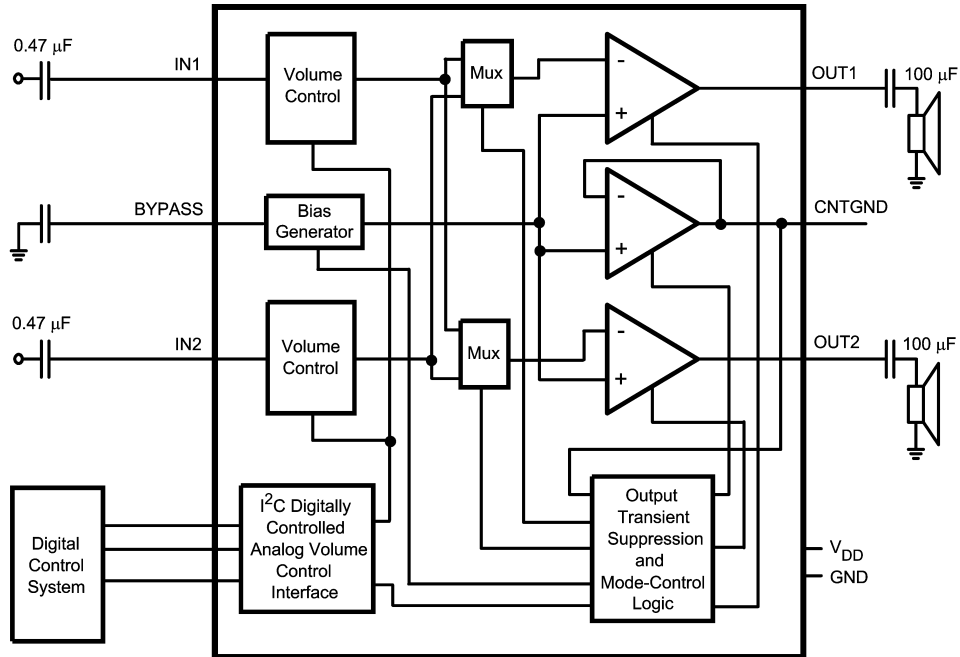 0.47 μF
IN1
Volume
Control
Mux
-
+
OUT1
100 μF
BYPASS
Bias
Generator
-
+
CNTGND
0.47 μF
IN2
Volume
Control
Mux
-
+
OUT2
100 μF
Digital
Control
System
I²C Digitally
Controlled
Analog Volume
Control
Interface
Output
Transient
Suppression
and
Mode-Control
Logic
VDD
GND